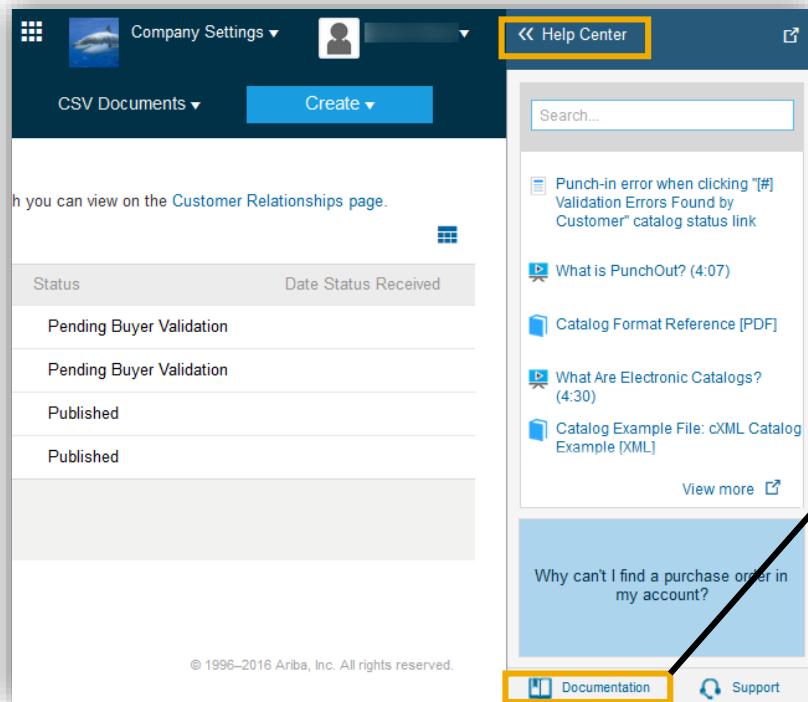 Company Settings ▾
<< Help Center
CSV Documents ▾
Create ▾
Search...
h you can view on the Customer Relationships page.
Status
Date Status Received
Pending Buyer Validation
Pending Buyer Validation
Published
Published
© 1996–2016 Ariba, Inc. All rights reserved.
Punch-in error when clicking "[#]
Validation Errors Found by
Customer" catalog status link
What is PunchOut? (4:07)
Catalog Format Reference [PDF]
What Are Electronic Catalogs?
(4:30)
Catalog Example File: cXML Catalog
Example [XML]
View more
Why can't I find a purchase order in
my account?
Documentation
Support